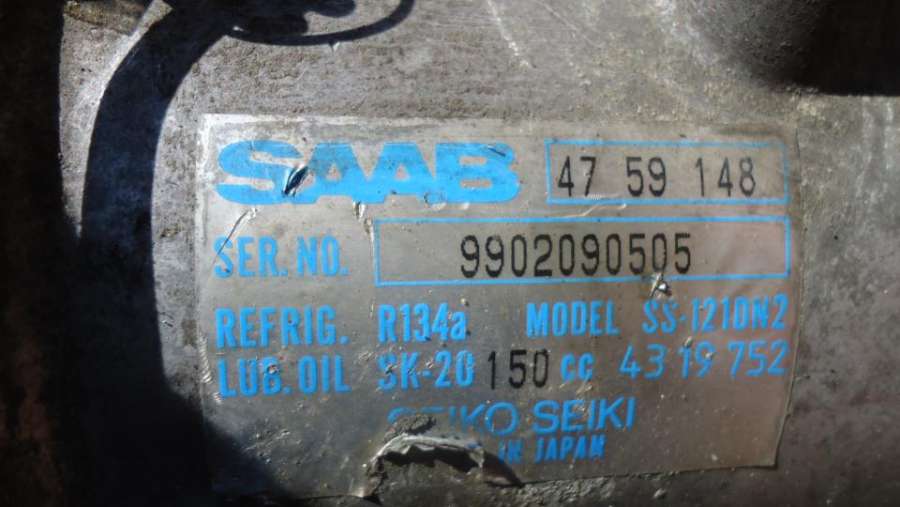 SAAB 47 59 148
SER. NO. 9902090505
REFRIG. R134a MODEL SS-121DN2
LUB. OIL SK-20 150 cc 43 19 752
SEIKO SEIKI
IN JAPAN